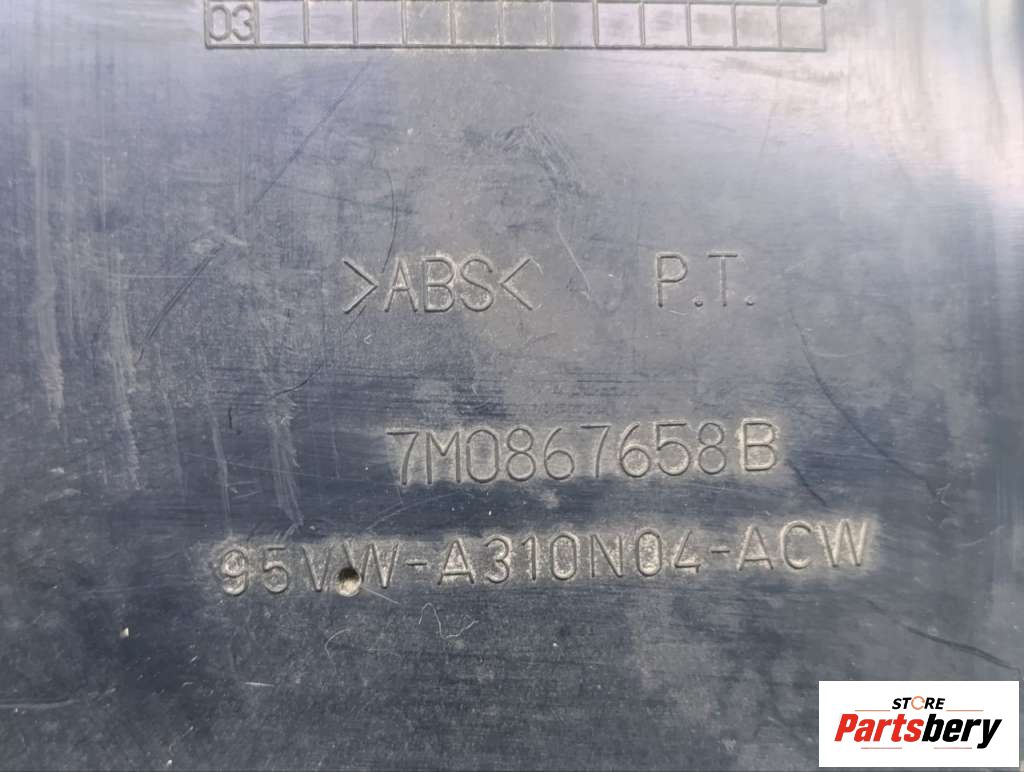 03
>ABS< P.T.
7M0867658B
95VW-A310N04-ACW
STORE
Partsbery